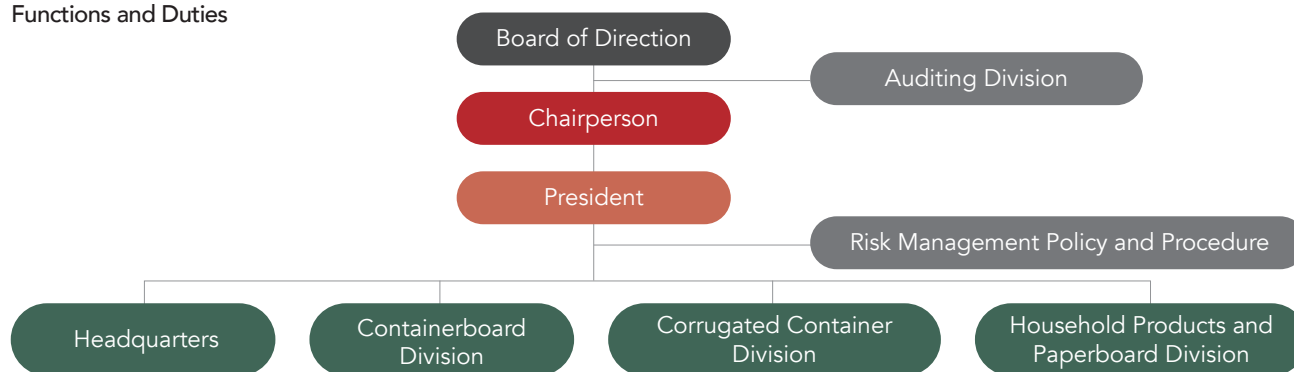 Functions and Duties
Board of Direction
Auditing Division
Chairperson
President
Risk Management Policy and Procedure
Headquarters
Containerboard
Division
Corrugated Container
Division
Household Products and
Paperboard Division